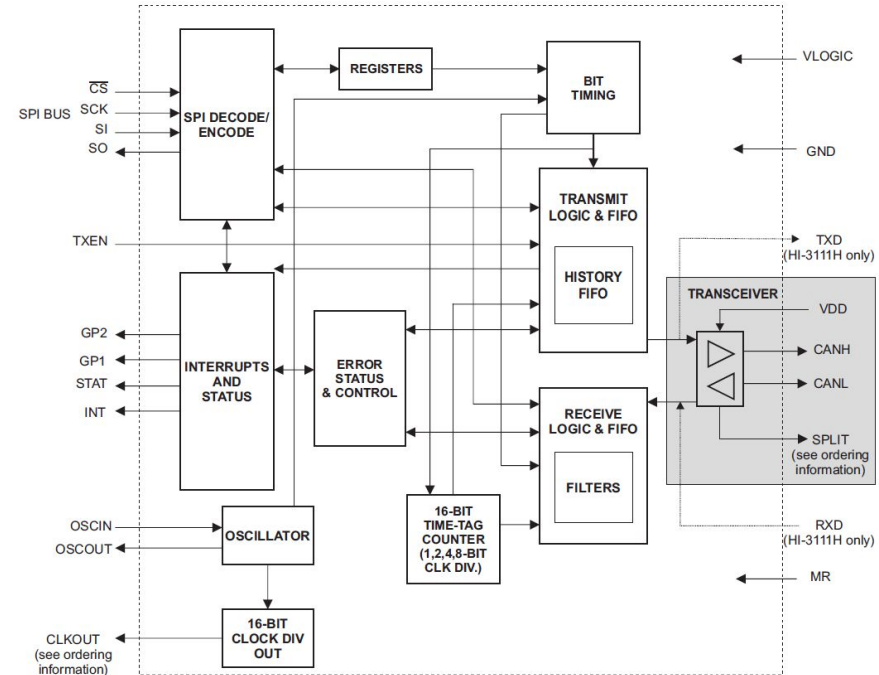 SPI BUS
C̅S̅
SCK
SI
SO
TXEN
GP2
GP1
STAT
INT
OSCIN
OSCOUT
CLKOUT
(see ordering
information)
SPI DECODE/
ENCODE
REGISTERS
BIT
TIMING
TRANSMIT
LOGIC & FIFO
HISTORY
FIFO
INTERRUPTS
AND
STATUS
ERROR
STATUS
& CONTROL
RECEIVE
LOGIC & FIFO
FILTERS
OSCILLATOR
16-BIT
TIME-TAG
COUNTER
(1,2,4,8-BIT
CLK DIV.)
16-BIT
CLOCK DIV
OUT
VLOGIC
GND
TXD
(HI-3111H only)
TRANSCEIVER
VDD
CANH
CANL
SPLIT
(see ordering
information)
RXD
(HI-3111H only)
MR